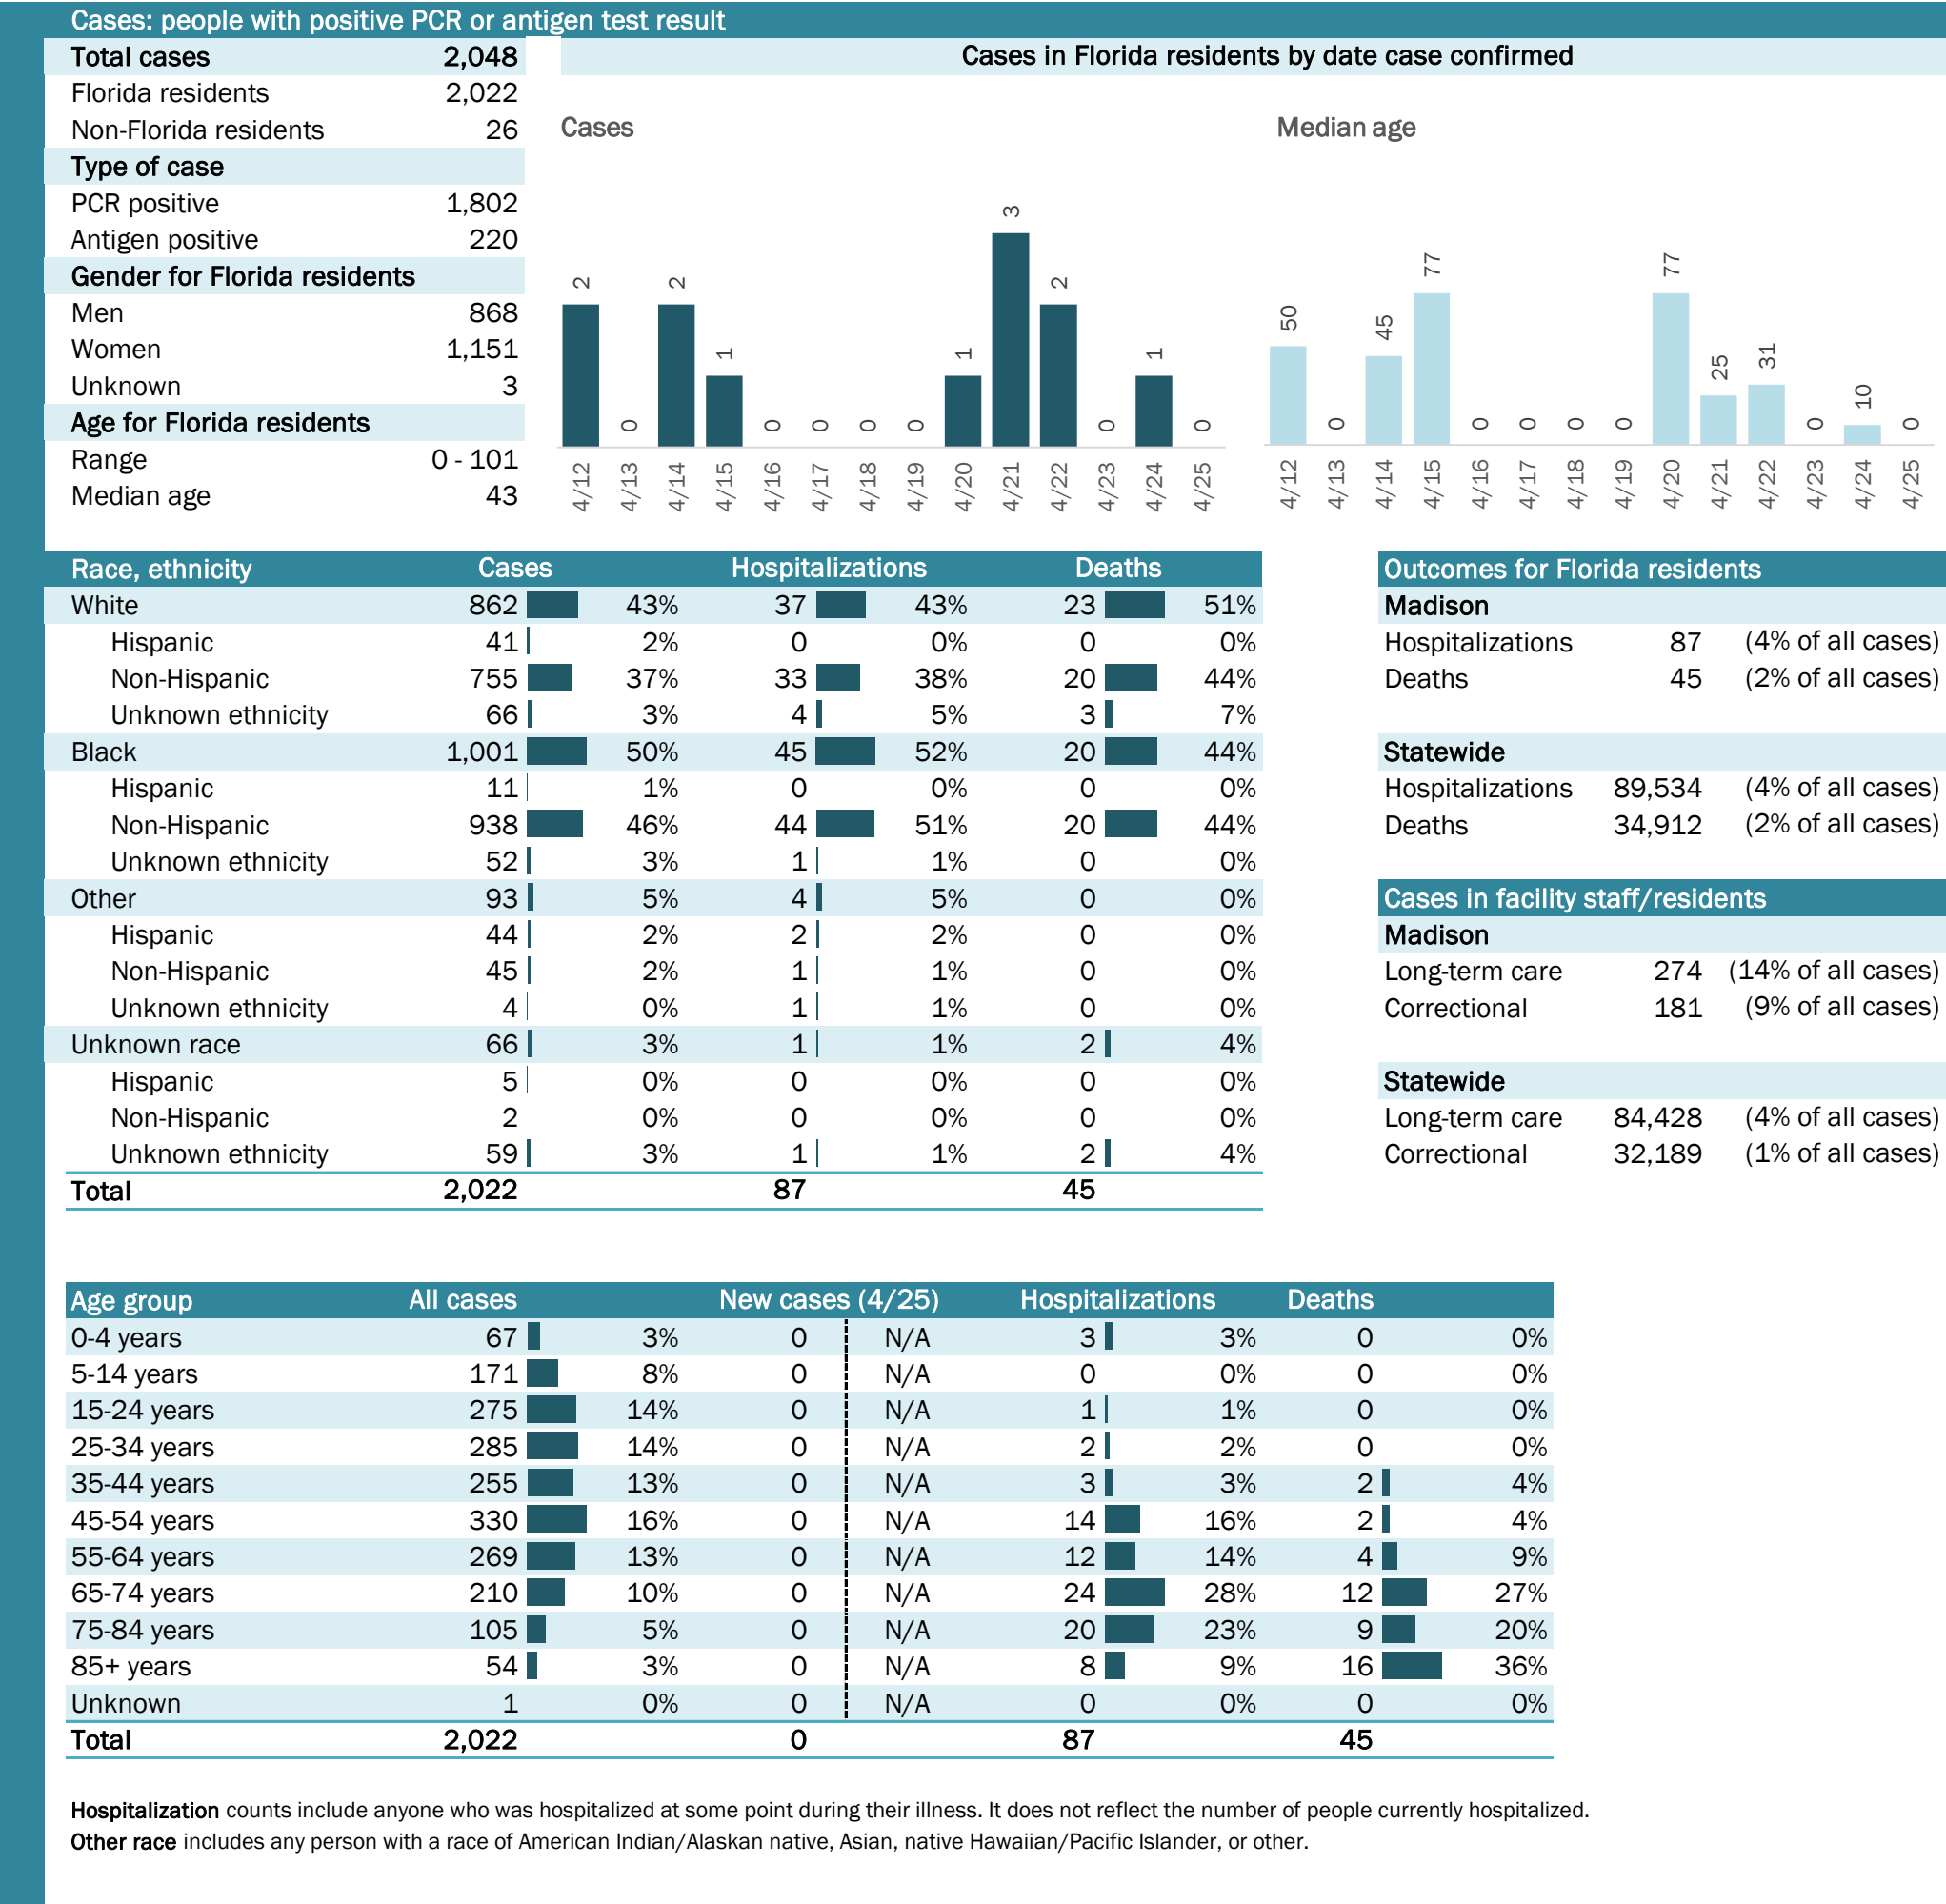 Cases: people with positive PCR or antigen test result
Total cases 2,048
Florida residents 2,022
Non-Florida residents 26
Type of case
PCR positive 1,802
Antigen positive 220
Gender for Florida residents
Men 868
Women 1,151
Unknown 3
Age for Florida residents
Range 0 - 101
Median age 43
Cases in Florida residents by date case confirmed
Cases
2 0 2 1 0 0 0 0 1 3 2 0 1 0
4/12 4/13 4/14 4/15 4/16 4/17 4/18 4/19 4/20 4/21 4/22 4/23 4/24 4/25
Median age
50 0 45 77 0 0 0 0 77 25 31 0 10 0
4/12 4/13 4/14 4/15 4/16 4/17 4/18 4/19 4/20 4/21 4/22 4/23 4/24 4/25
Race, ethnicity Cases Hospitalizations Deaths
White 862 43% 37 43% 23 51%
Hispanic 41 2% 0 0% 0 0%
Non-Hispanic 755 37% 33 38% 20 44%
Unknown ethnicity 66 3% 4 5% 3 7%
Black 1,001 50% 45 52% 20 44%
Hispanic 11 1% 0 0% 0 0%
Non-Hispanic 938 46% 44 51% 20 44%
Unknown ethnicity 52 3% 1 1% 0 0%
Other 93 5% 4 5% 0 0%
Hispanic 44 2% 2 2% 0 0%
Non-Hispanic 45 2% 1 1% 0 0%
Unknown ethnicity 4 0% 1 1% 0 0%
Unknown race 66 3% 1 1% 2 4%
Hispanic 5 0% 0 0% 0 0%
Non-Hispanic 2 0% 0 0% 0 0%
Unknown ethnicity 59 3% 1 1% 2 4%
Total 2,022 87 45
Outcomes for Florida residents
Madison
Hospitalizations 87 (4% of all cases)
Deaths 45 (2% of all cases)
Statewide
Hospitalizations 89,534 (4% of all cases)
Deaths 34,912 (2% of all cases)
Cases in facility staff/residents
Madison
Long-term care 274 (14% of all cases)
Correctional 181 (9% of all cases)
Statewide
Long-term care 84,428 (4% of all cases)
Correctional 32,189 (1% of all cases)
Age group All cases New cases (4/25) Hospitalizations Deaths
0-4 years 67 3% 0 N/A 3 3% 0 0%
5-14 years 171 8% 0 N/A 0 0% 0 0%
15-24 years 275 14% 0 N/A 1 1% 0 0%
25-34 years 285 14% 0 N/A 2 2% 0 0%
35-44 years 255 13% 0 N/A 3 3% 2 4%
45-54 years 330 16% 0 N/A 14 16% 2 4%
55-64 years 269 13% 0 N/A 12 14% 4 9%
65-74 years 210 10% 0 N/A 24 28% 12 27%
75-84 years 105 5% 0 N/A 20 23% 9 20%
85+ years 54 3% 0 N/A 8 9% 16 36%
Unknown 1 0% 0 N/A 0 0% 0 0%
Total 2,022 0 87 45
Hospitalization counts include anyone who was hospitalized at some point during their illness. It does not reflect the number of people currently hospitalized.
Other race includes any person with a race of American Indian/Alaskan native, Asian, native Hawaiian/Pacific Islander, or other.